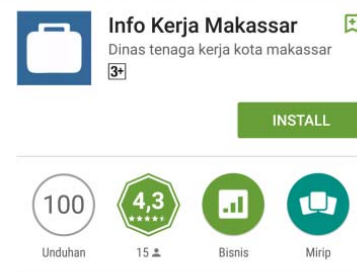 Info Kerja Makassar
Dinas tenaga kerja kota makassar
3+
INSTALL
100
4,3
Unduhan
15
Bisnis
Mirip